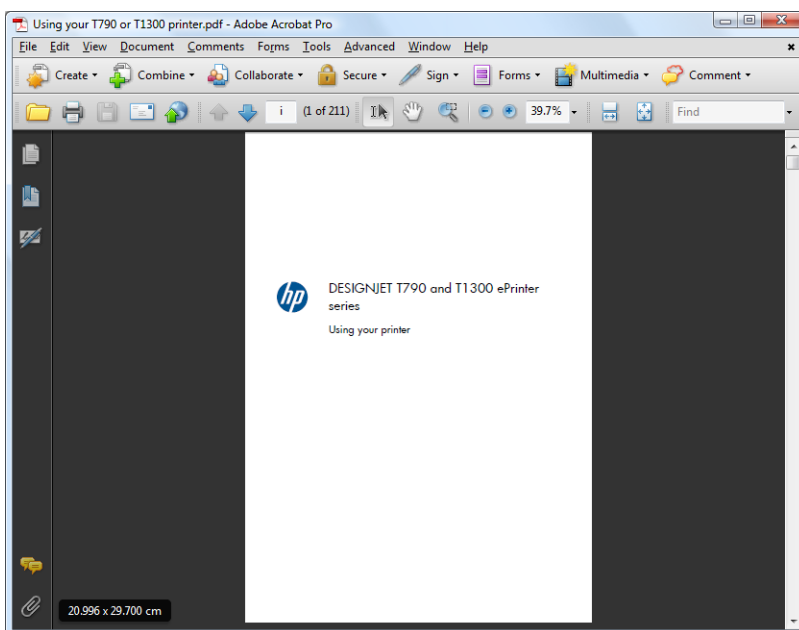 Using your T790 or T1300 printer.pdf - Adobe Acrobat Pro
File Edit View Document Comments Forms Tools Advanced Window Help
Create Combine Collaborate Secure Sign Forms Multimedia Comment
i (1 of 211) 39.7% Find
hp
DESIGNJET T790 and T1300 ePrinter
series
Using your printer
20.996 x 29.700 cm